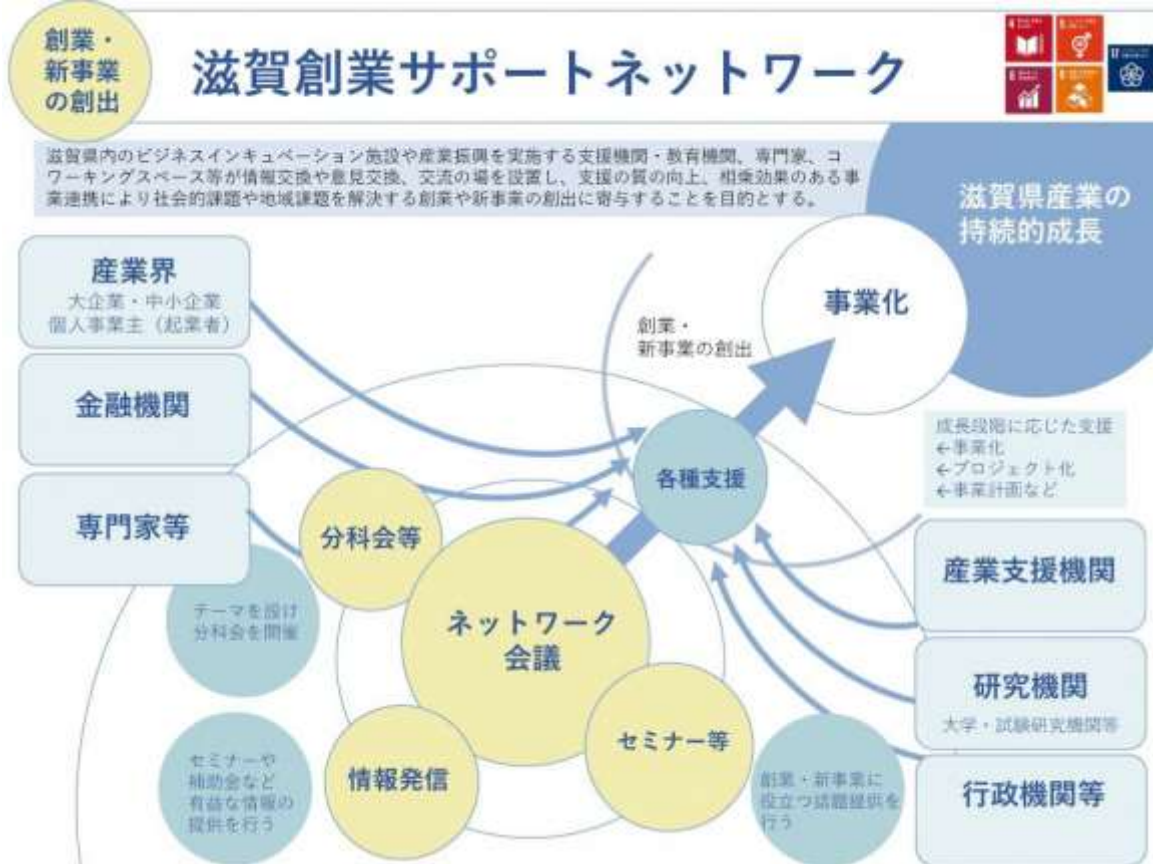 創業・
新事業
の創出
滋賀創業サポートネットワーク
4
5
8
9
17
滋賀県内のビジネスインキュベーション施設や産業振興を実施する支援機関・教育機関、専門家、コ
ワーキングスペース等が情報交換や意見交換、交流の場を設置し、支援の質の向上、相乗効果のある事
業連携により社会的課題や地域課題を解決する創業や新事業の創出に寄与することを目的とする。
滋賀県産業の
持続的成長
産業界
大企業・中小企業
個人事業主（起業者）
事業化
創業・
新事業の創出
金融機関
成長段階に応じた支援
←事業化
←プロジェクト化
←事業計画など
各種支援
専門家等
分科会等
産業支援機関
テーマを設け
分科会を開催
ネットワーク
会議
研究機関
大学・試験研究機関等
セミナー等
セミナーや
補助金など
有益な情報の
提供を行う
情報発信
創業・新事業に
役立つ話題提供を
行う
行政機関等